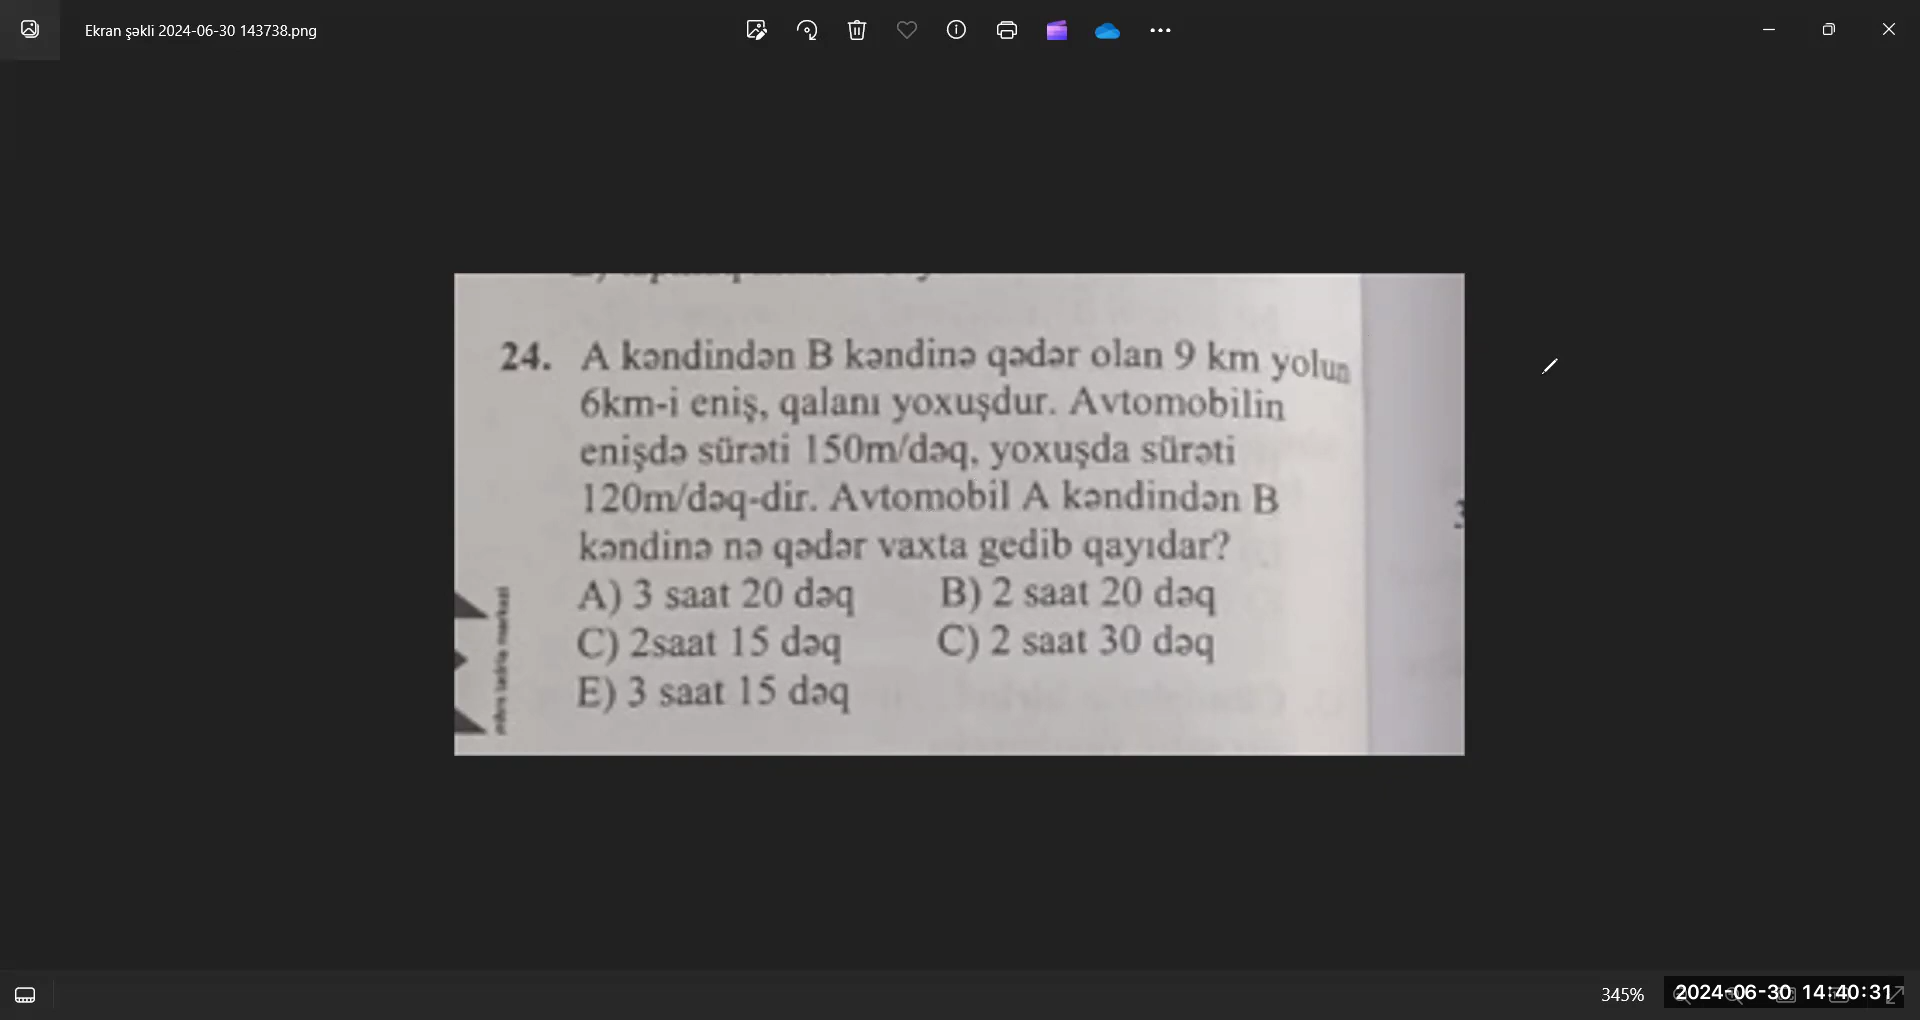 Ekran şəkli 2024-06-30 143738.png
24. A kəndindən B kəndinə qədər olan 9 km yolun
6km-i eniş, qalanı yoxuşdur. Avtomobilin
enişdə sürəti 150m/dəq, yoxuşda sürəti
120m/dəq-dir. Avtomobil A kəndindən B
kəndinə nə qədər vaxta gedib qayıdar?
A) 3 saat 20 dəq B) 2 saat 20 dəq
C) 2saat 15 dəq C) 2 saat 30 dəq
E) 3 saat 15 dəq
345% 2024-06-30 14:40:31